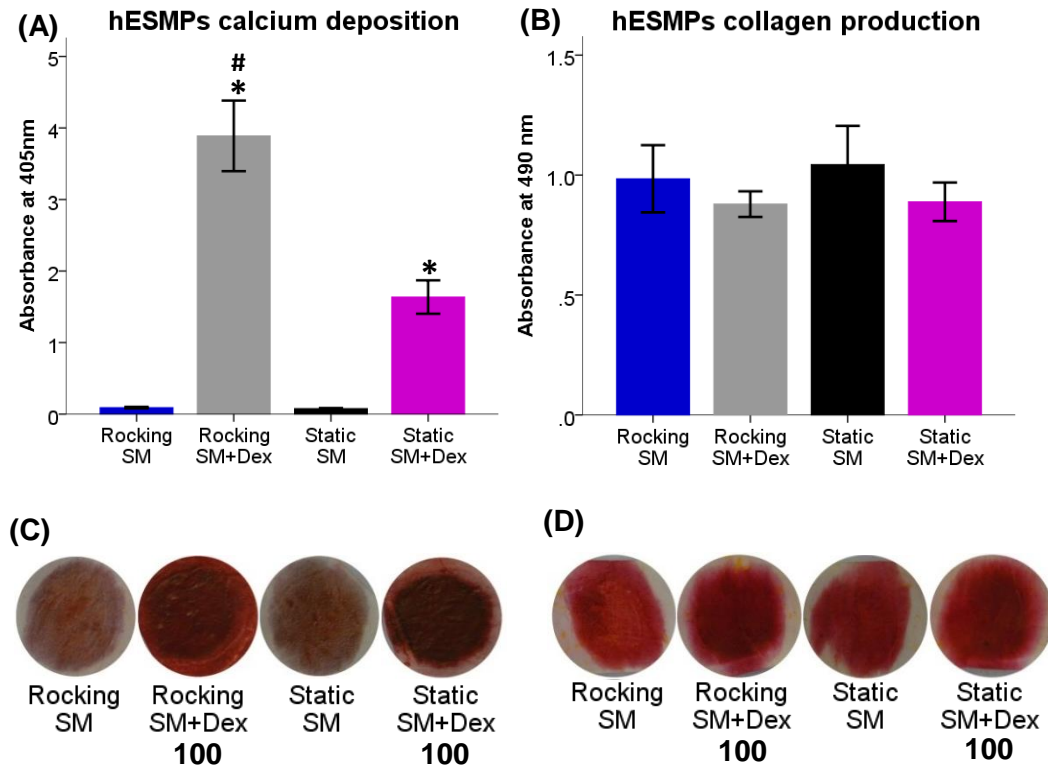 (A) hESMPs calcium deposition
Absorbance at 405nm
5
4
3
2
1
0
#
*
*
Rocking
SM
Rocking
SM+Dex
Static
SM
Static
SM+Dex
(B) hESMPs collagen production
Absorbance at 490 nm
1.5
1.0
.5
.0
Rocking
SM
Rocking
SM+Dex
Static
SM
Static
SM+Dex
(C)
Rocking
SM
Rocking
SM+Dex
100
Static
SM
Static
SM+Dex
100
(D)
Rocking
SM
Rocking
SM+Dex
100
Static
SM
Static
SM+Dex
100